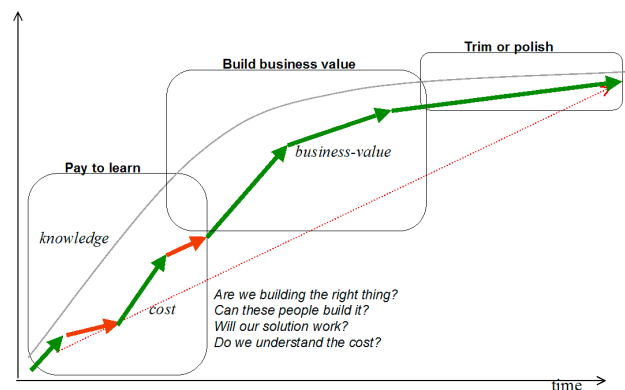 Trim or polish
Build business value
business-value
Pay to learn
knowledge
cost
Are we building the right thing?
Can these people build it?
Will our solution work?
Do we understand the cost?
time